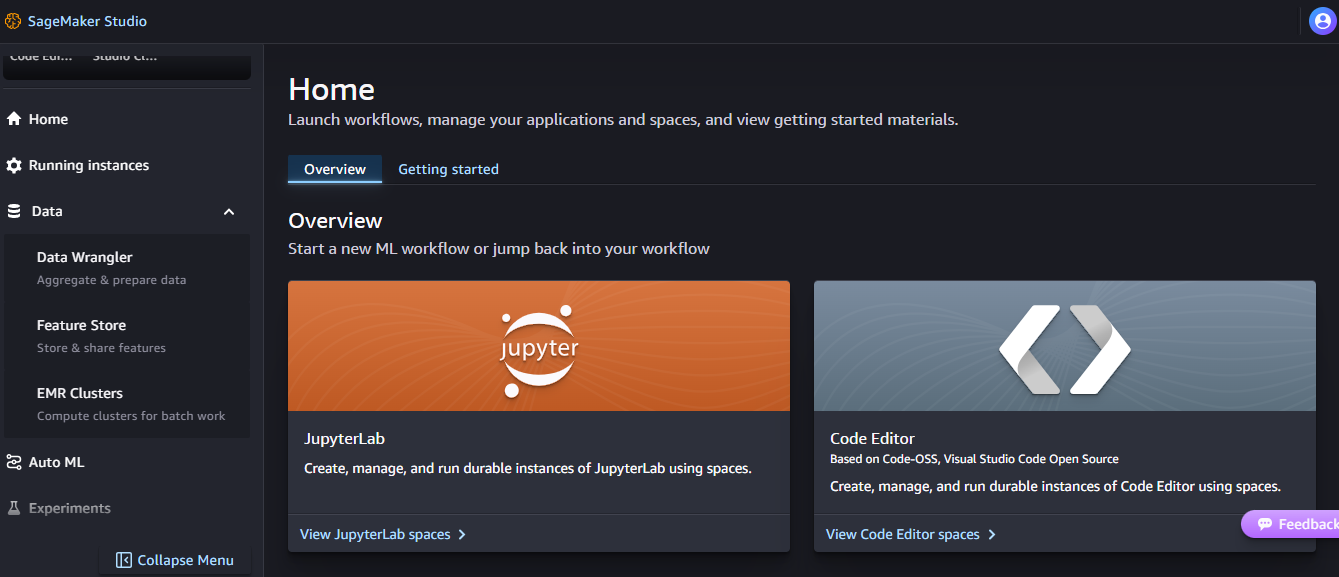 SageMaker Studio
Code Edi... Studio Cl...
Home
Running instances
Data
Data Wrangler
Aggregate & prepare data
Feature Store
Store & share features
EMR Clusters
Compute clusters for batch work
Auto ML
Experiments
Collapse Menu
Home
Launch workflows, manage your applications and spaces, and view getting started materials.
Overview Getting started
Overview
Start a new ML workflow or jump back into your workflow
jupyter
JupyterLab
Create, manage, and run durable instances of JupyterLab using spaces.
View JupyterLab spaces
Code Editor
Based on Code-OSS, Visual Studio Code Open Source
Create, manage, and run durable instances of Code Editor using spaces.
View Code Editor spaces
Feedback